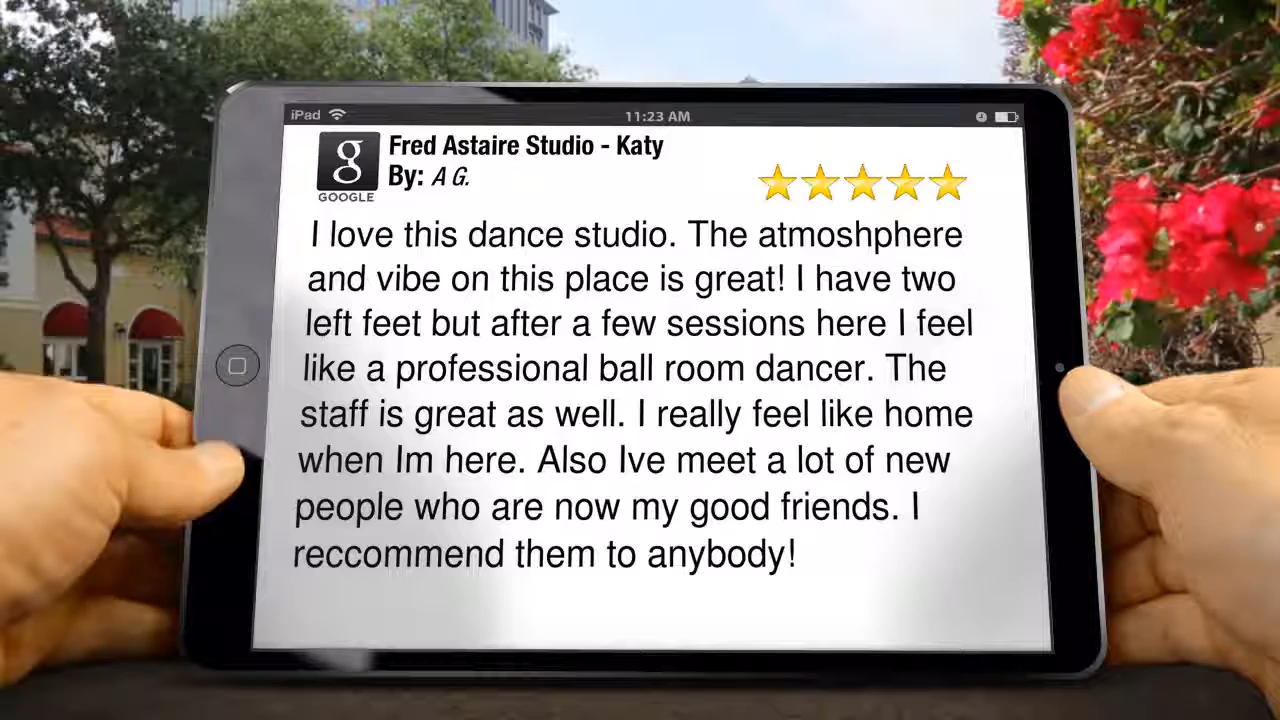 iPad
11:23 AM
g
GOOGLE
Fred Astaire Studio - Katy
By: A G.
I love this dance studio. The atmoshphere
and vibe on this place is great! I have two
left feet but after a few sessions here I feel
like a professional ball room dancer. The
staff is great as well. I really feel like home
when Im here. Also Ive meet a lot of new
people who are now my good friends. I
reccommend them to anybody!